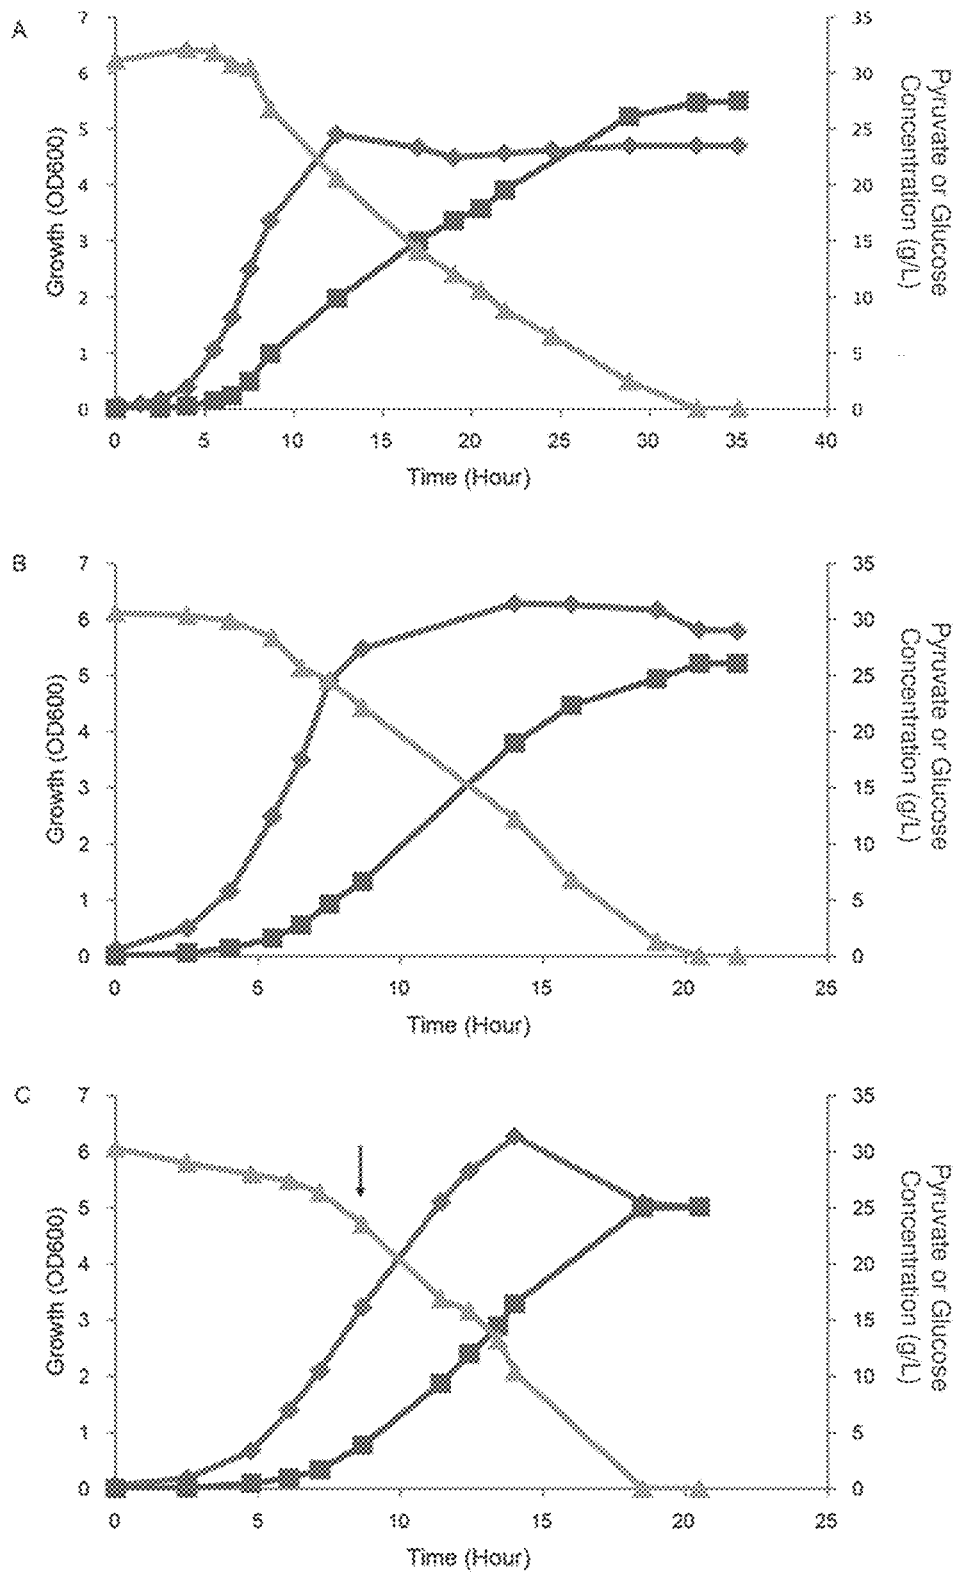 A
7
6
5
4
3
2
1
0
Growth (OD600)
35
30
25
20
15
10
5
0
Pyruvate or Glucose
Concentration (g/L)
0 5 10 15 20 25 30 35 40
Time (Hour)
B
7
6
5
4
3
2
1
0
Growth (OD600)
35
30
25
20
15
10
5
0
Pyruvate or Glucose
Concentration (g/L)
0 5 10 15 20 25
Time (Hour)
C
7
6
5
4
3
2
1
0
Growth (OD600)
35
30
25
20
15
10
5
0
Pyruvate or Glucose
Concentration (g/L)
0 5 10 15 20 25
Time (Hour)